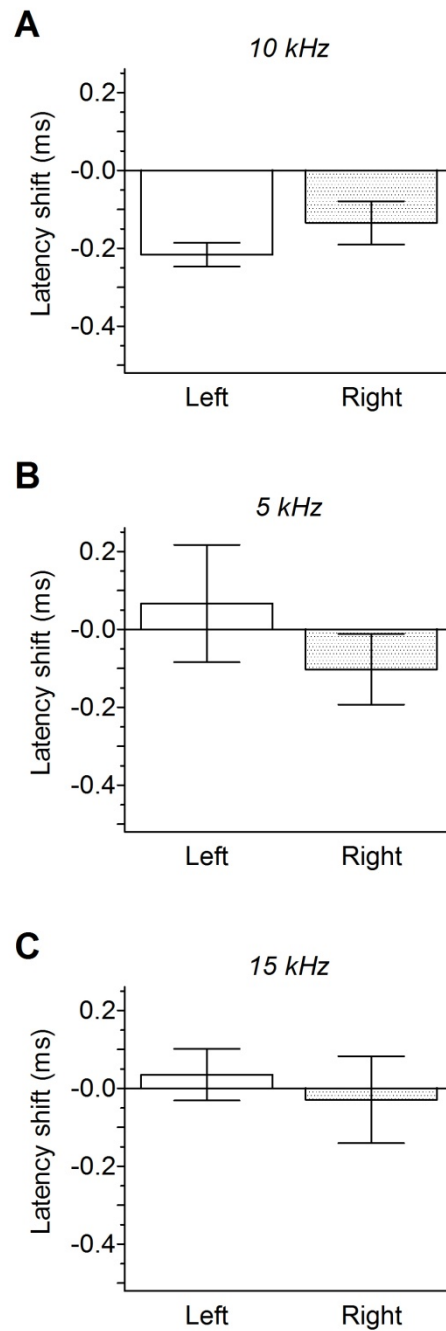 A
10 kHz
Latency shift (ms)
0.2
-0.0
-0.2
-0.4
Left Right
B
5 kHz
Latency shift (ms)
0.2
-0.0
-0.2
-0.4
Left Right
C
15 kHz
Latency shift (ms)
0.2
-0.0
-0.2
-0.4
Left Right